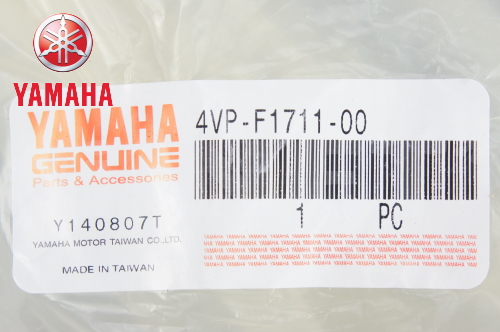 YAMAHA
YAMAHA
GENUINE
Parts & Accessories
Y140807T
YAMAHA MOTOR TAIWAN CO.,LTD.
MADE IN TAIWAN
4VP-F1711-00
1 PC